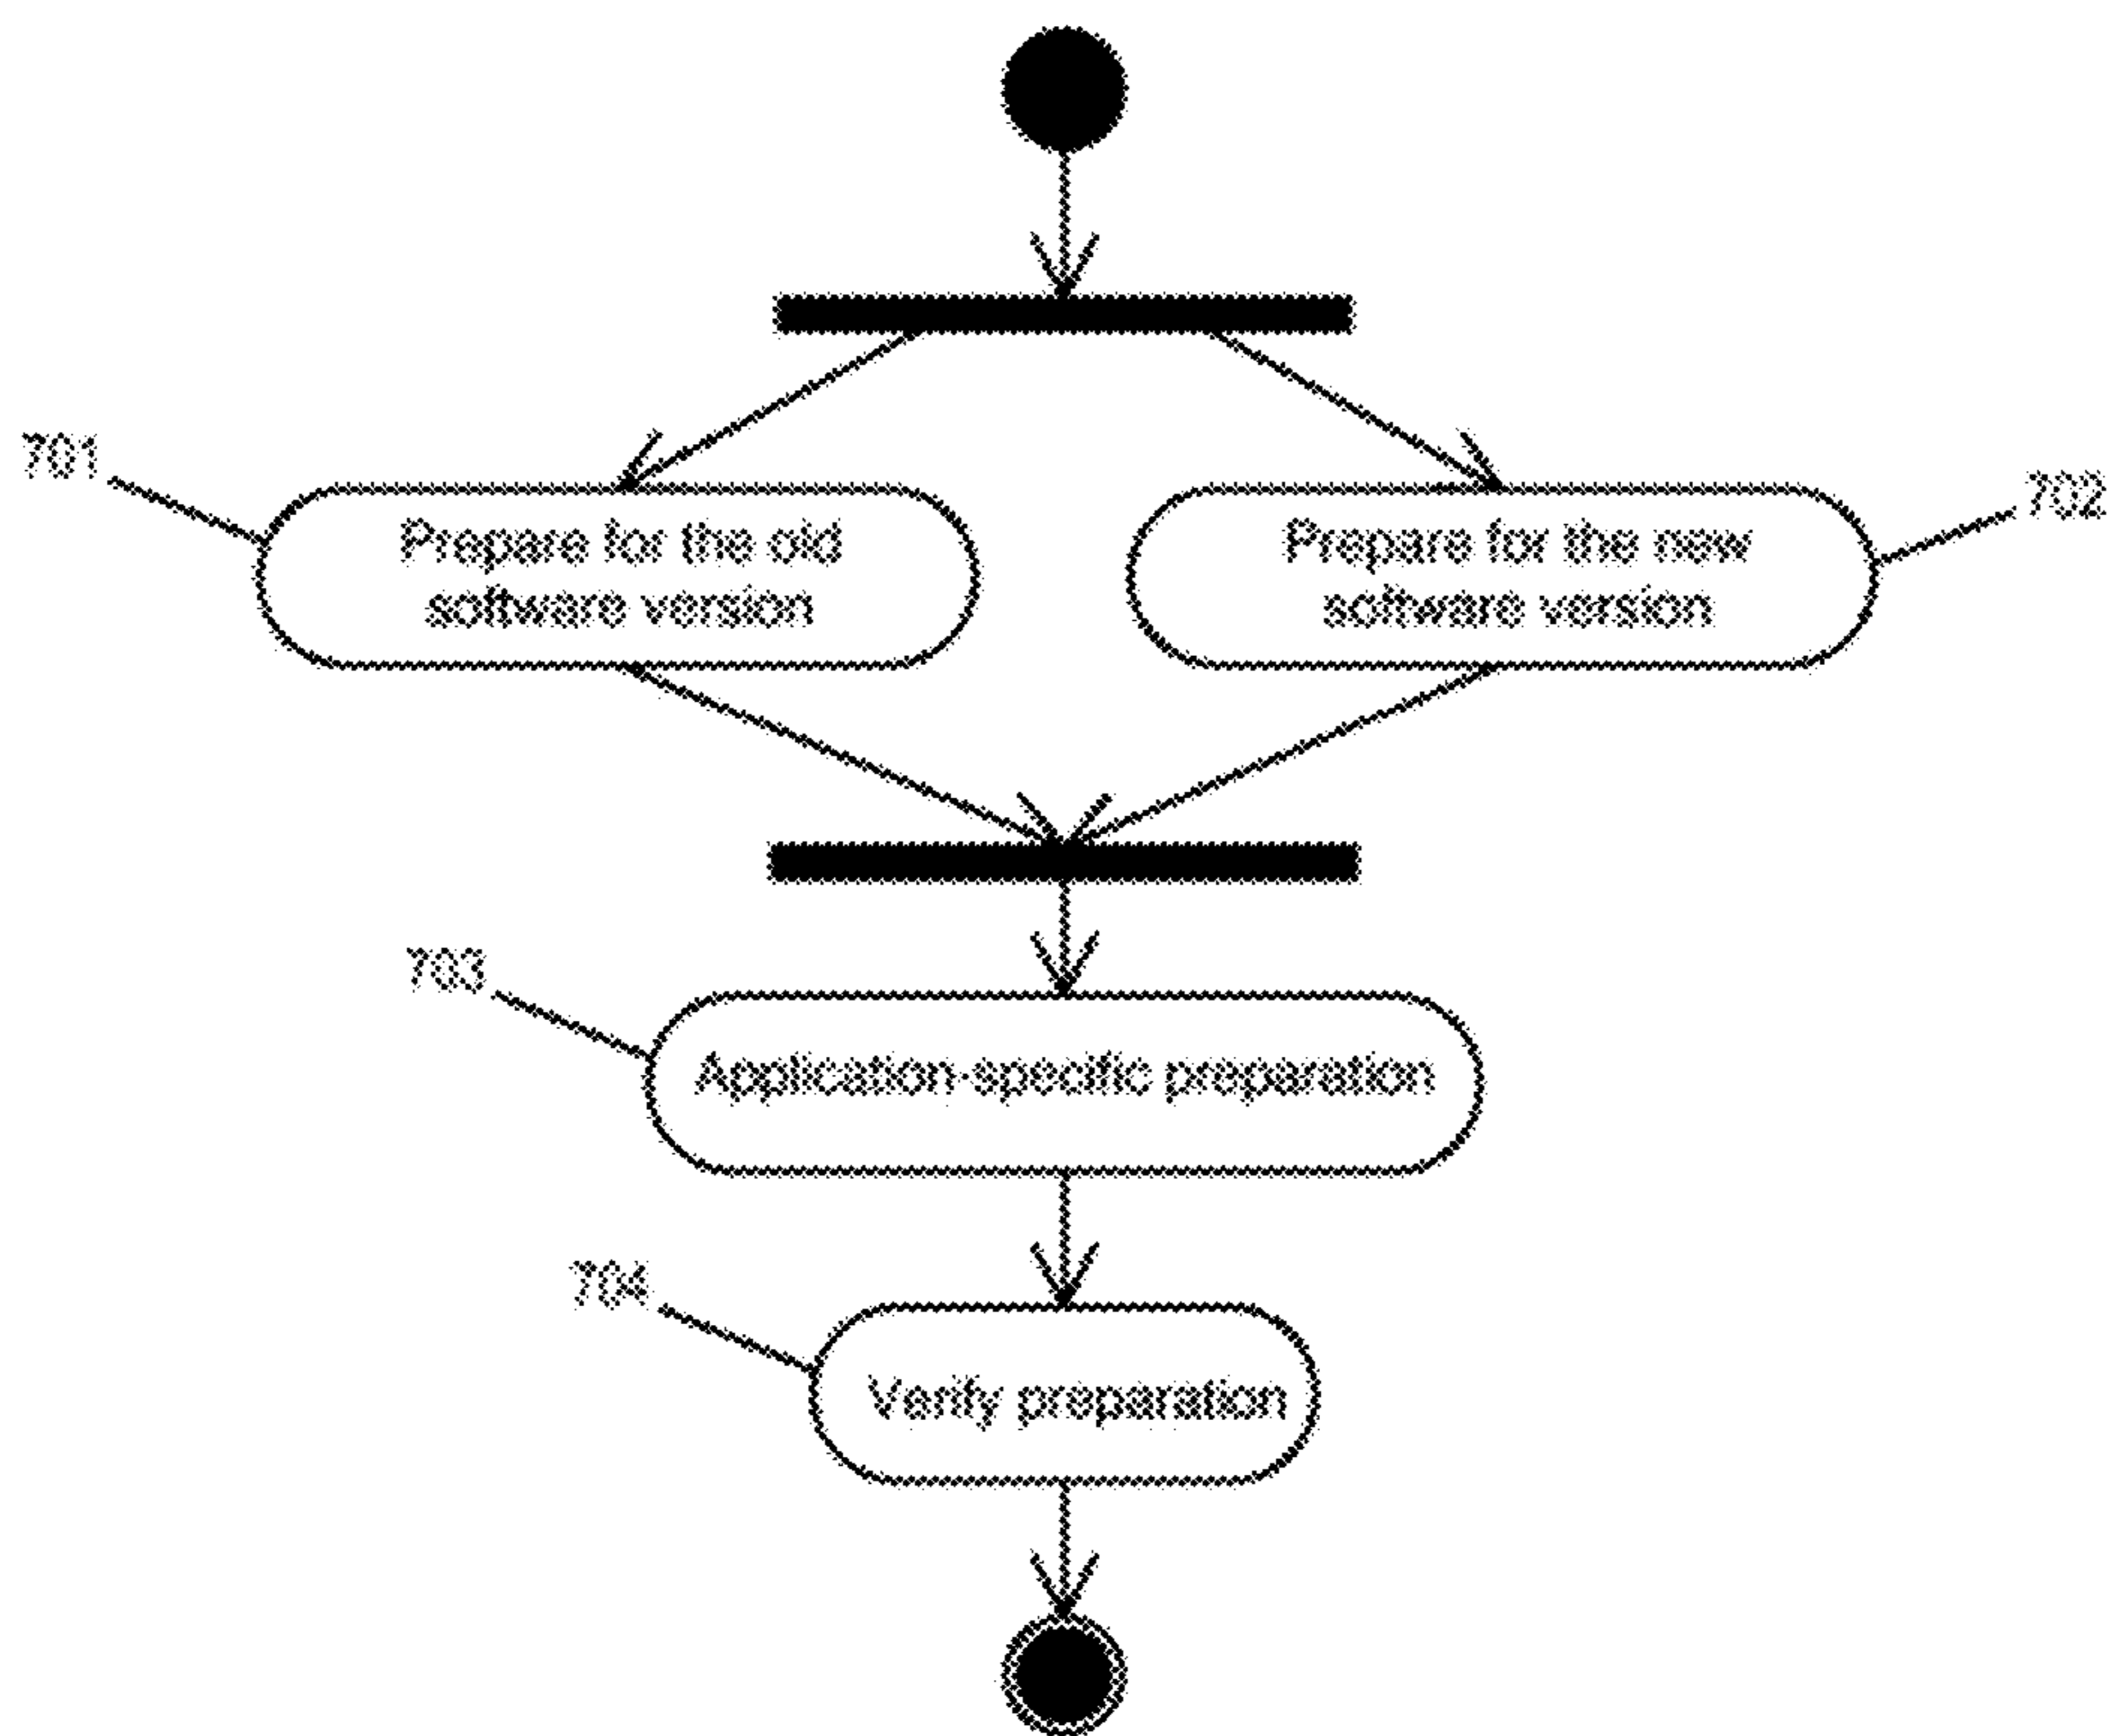 701
702
Prepare for the old
software version
Prepare for the new
software version
703
Application-specific preparation
704
Verify preparation